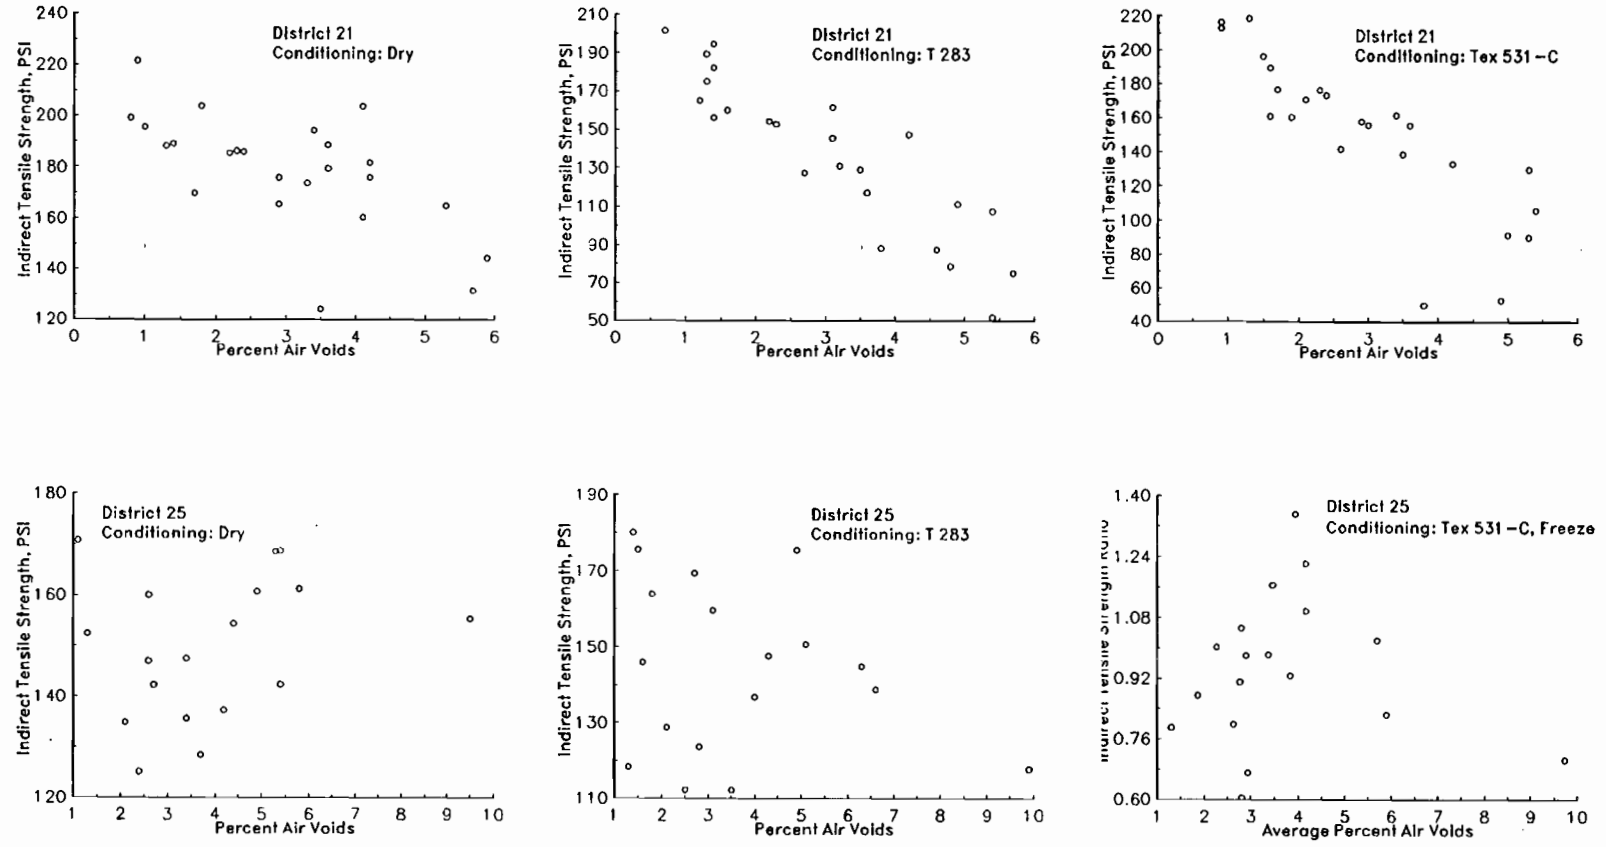 District 21
Conditioning: Dry
Indirect Tensile Strength, PSI
240
220
200
180
160
140
120
0 1 2 3 4 5 6
Percent Air Voids
District 21
Conditioning: T 283
Indirect Tensile Strength, PSI
210
190
170
150
130
110
90
70
50
0 1 2 3 4 5 6
Percent Air Voids
District 21
Conditioning: Tex 531-C
Indirect Tensile Strength, PSI
220
200
180
160
140
120
100
80
60
40
0 1 2 3 4 5 6
Percent Air Voids
District 25
Conditioning: Dry
Indirect Tensile Strength, PSI
180
160
140
120
1 2 3 4 5 6 7 8 9 10
Percent Air Voids
District 25
Conditioning: T 283
Indirect Tensile Strength, PSI
190
170
150
130
110
1 2 3 4 5 6 7 8 9 10
Percent Air Voids
District 25
Conditioning: Tex 531-C, Freeze
1.40
1.24
1.08
0.92
0.76
0.60
1 2 3 4 5 6 7 8 9 10
Average Percent Air Voids